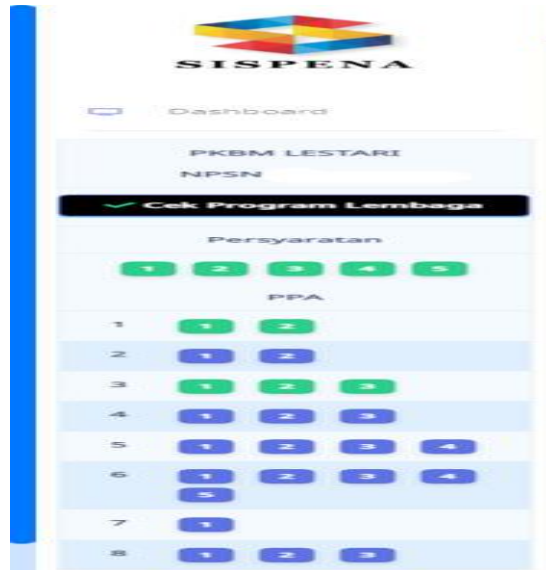 SISPENA
Dashboard
PKBM LESTARI
NPSN
Cek Program Lembaga
Persyaratan
1 2 3 4 5
PPA
1 1 2
2 1 2
3 1 2 3
4 1 2 3
5 1 2 3 4
6 1 2 3 4
5
7 1
8 1 2 3